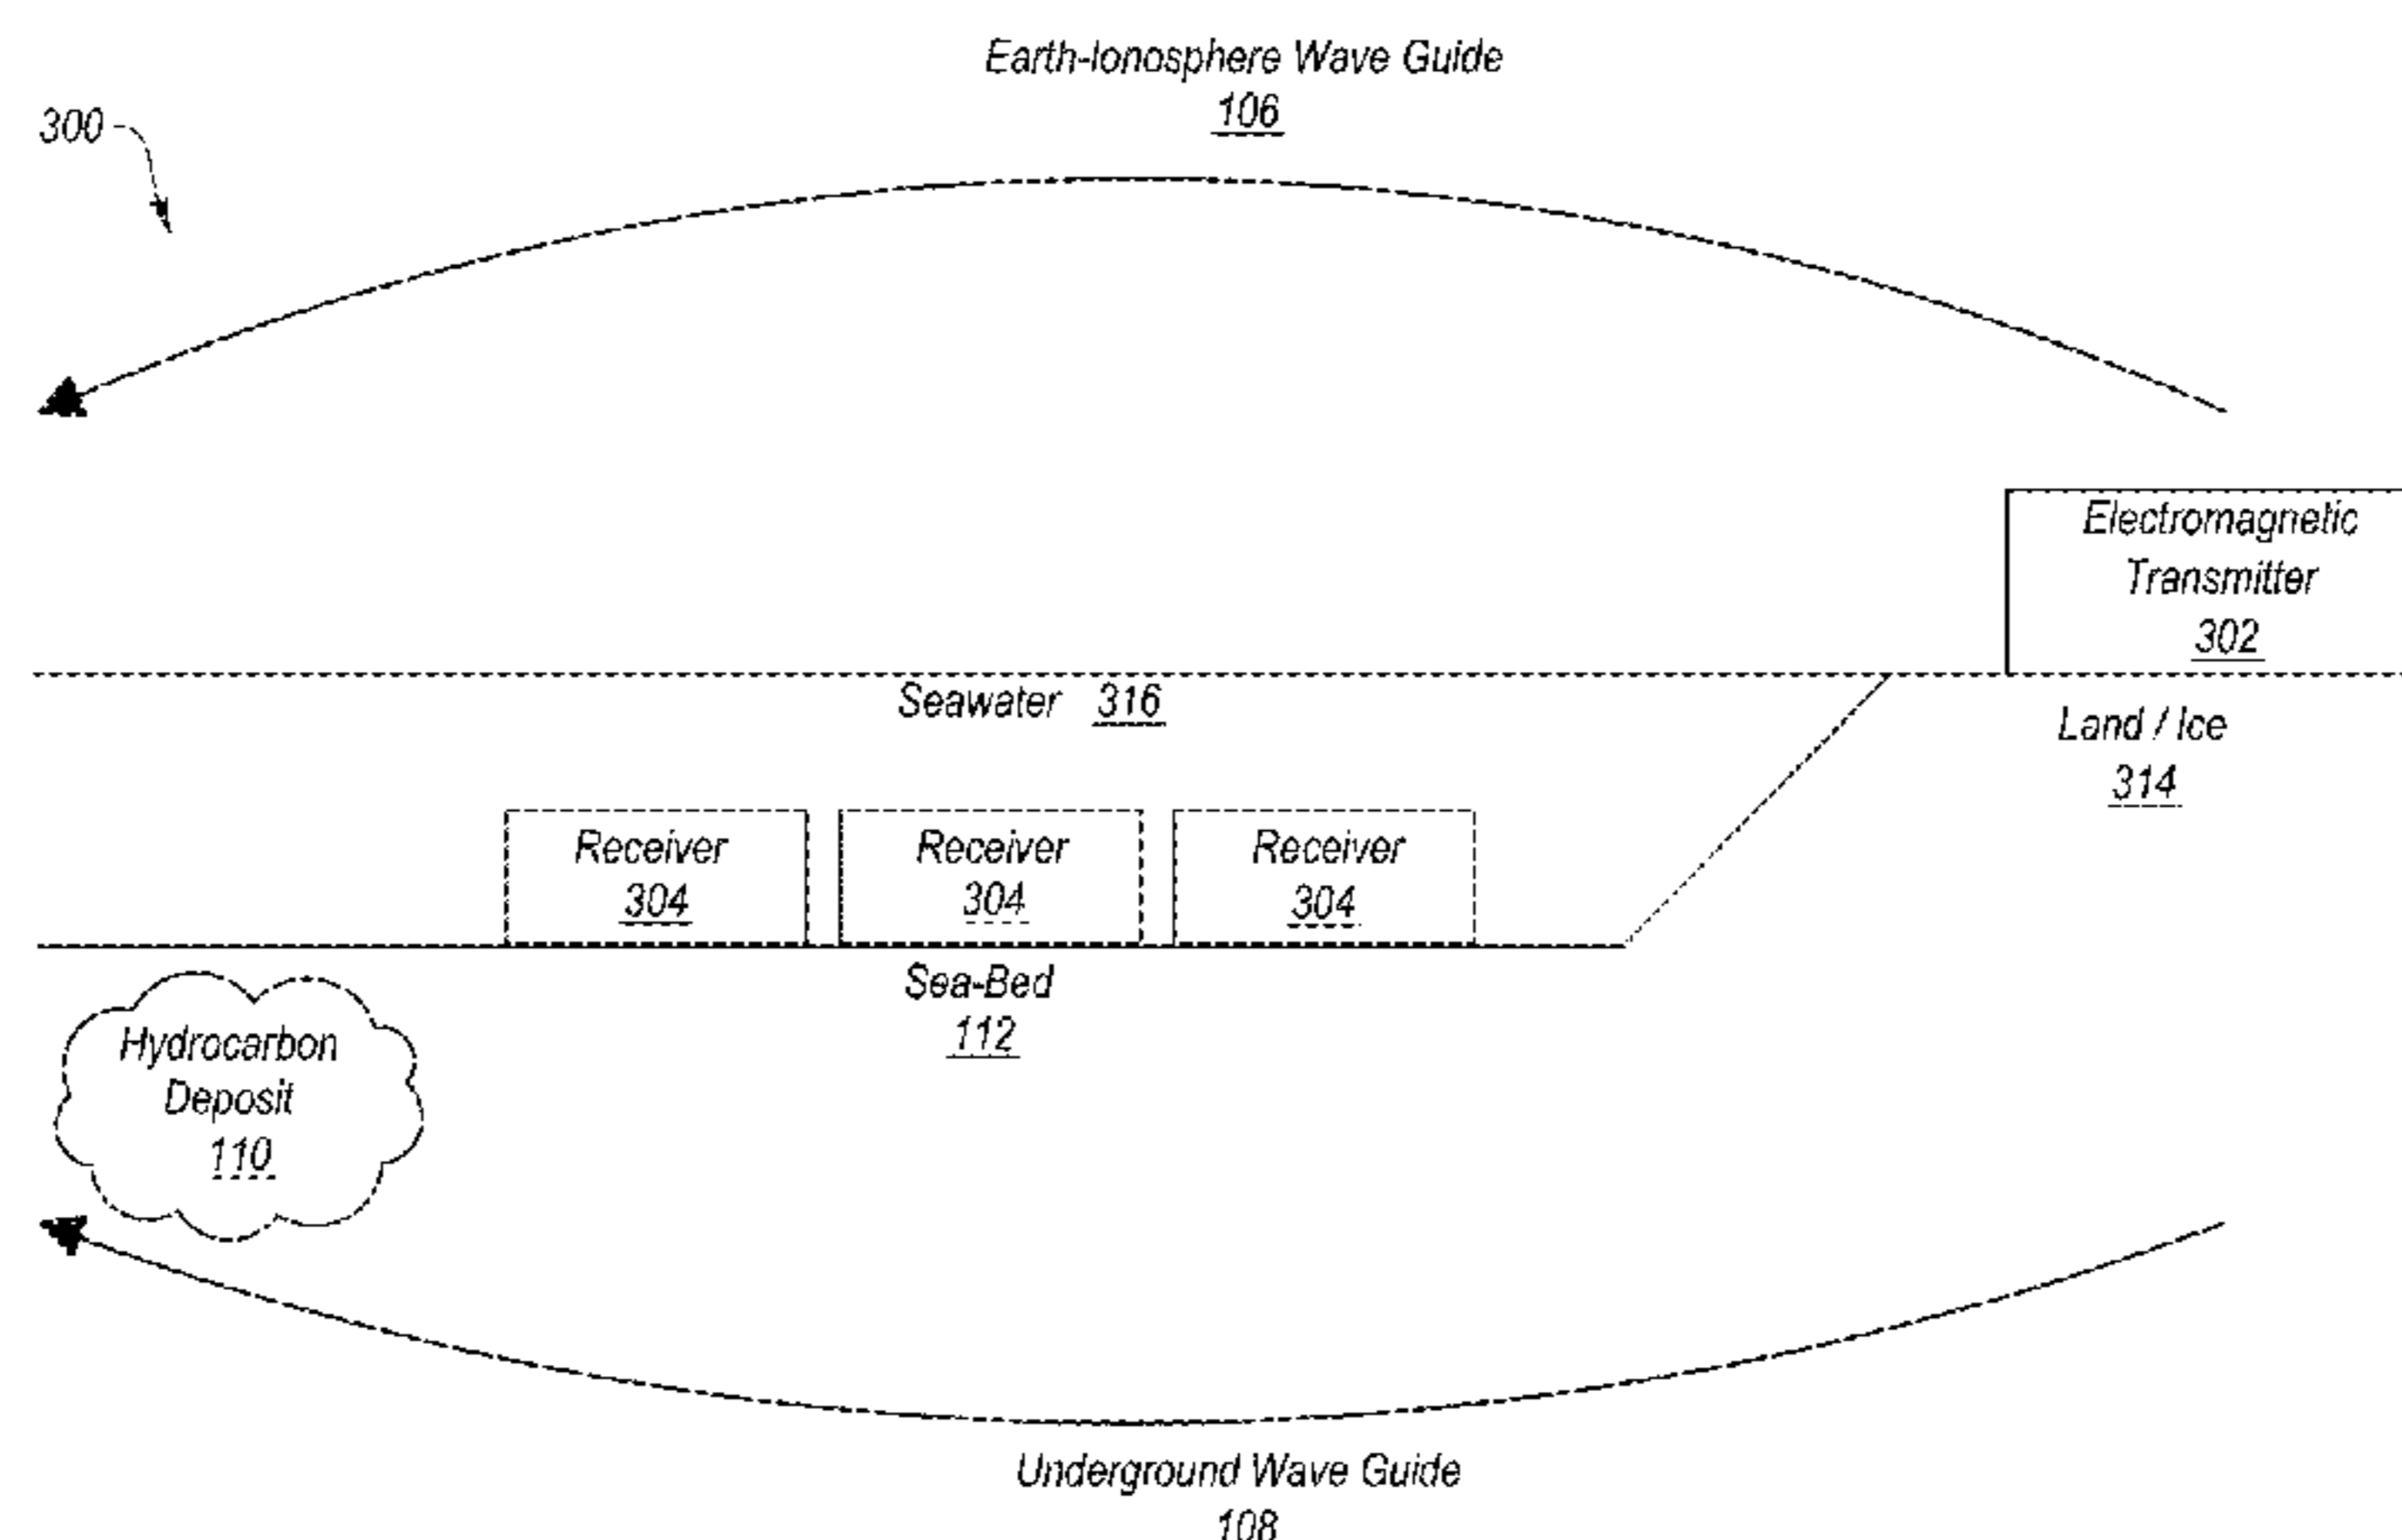 Earth-Ionosphere Wave Guide
106
300
Electromagnetic
Transmitter
302
Seawater 316
Land / Ice
314
Receiver
304
Receiver
304
Receiver
304
Sea-Bed
112
Hydrocarbon
Deposit
110
Underground Wave Guide
108